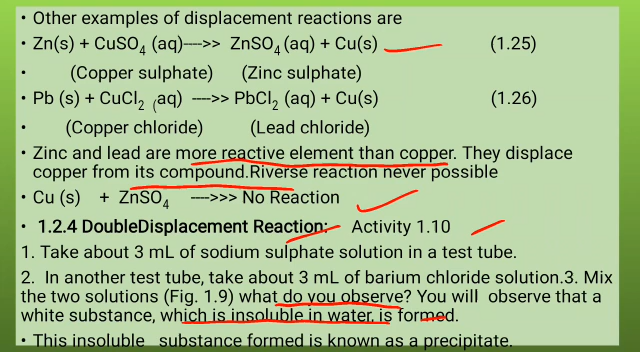 • Other examples of displacement reactions are
• Zn(s) + CuSO₄ (aq)---->> ZnSO₄ (aq) + Cu(s) (1.25)
• (Copper sulphate) (Zinc sulphate)
• Pb (s) + CuCl₂ (aq) ---->> PbCl₂ (aq) + Cu(s) (1.26)
• (Copper chloride) (Lead chloride)
• Zinc and lead are more reactive element than copper. They displace
copper from its compound.Riverse reaction never possible
• Cu (s) + ZnSO₄ ---->>> No Reaction
• 1.2.4 DoubleDisplacement Reaction: Activity 1.10
1. Take about 3 mL of sodium sulphate solution in a test tube.
2. In another test tube, take about 3 mL of barium chloride solution.3. Mix
the two solutions (Fig. 1.9) what do you observe? You will observe that a
white substance, which is insoluble in water, is formed.
• This insoluble substance formed is known as a precipitate.